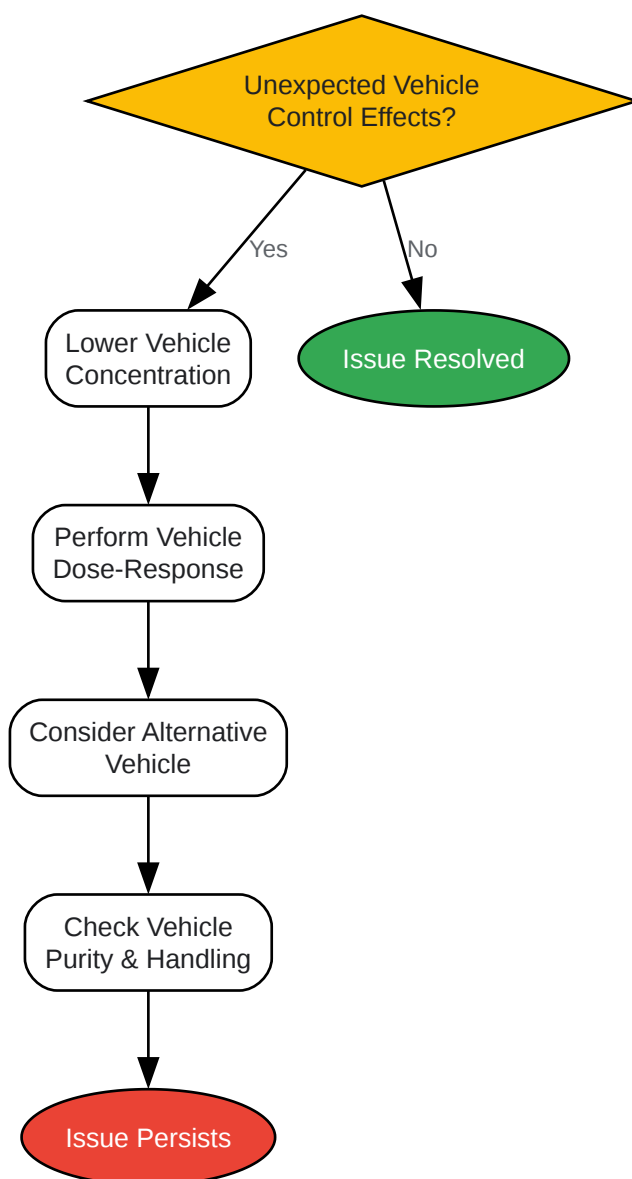 Unexpected Vehicle
Control Effects?
Yes
No
Lower Vehicle
Concentration
Issue Resolved
Perform Vehicle
Dose-Response
Consider Alternative
Vehicle
Check Vehicle
Purity & Handling
Issue Persists